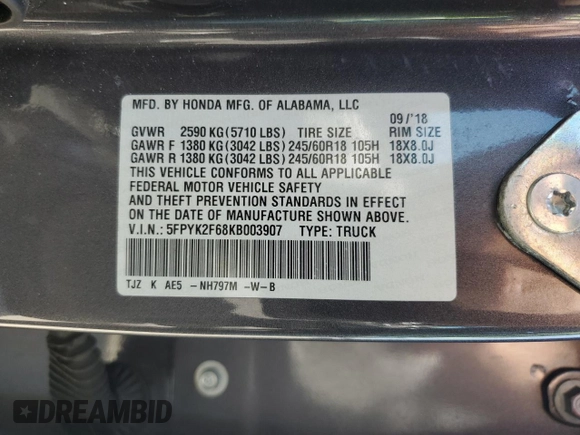 MFD. BY HONDA MFG. OF ALABAMA, LLC
09/'18
GVWR 2590 KG(5710 LBS) TIRE SIZE RIM SIZE
GAWR F 1380 KG(3042 LBS) 245/60R18 105H 18X8.0J
GAWR R 1380 KG(3042 LBS) 245/60R18 105H 18X8.0J
THIS VEHICLE CONFORMS TO ALL APPLICABLE
FEDERAL MOTOR VEHICLE SAFETY
AND THEFT PREVENTION STANDARDS IN EFFECT
ON THE DATE OF MANUFACTURE SHOWN ABOVE.
V.I.N.: 5FPYK2F68KB003907 TYPE: TRUCK
TJZ K AE5 -NH797M -W-B
DREAMBID